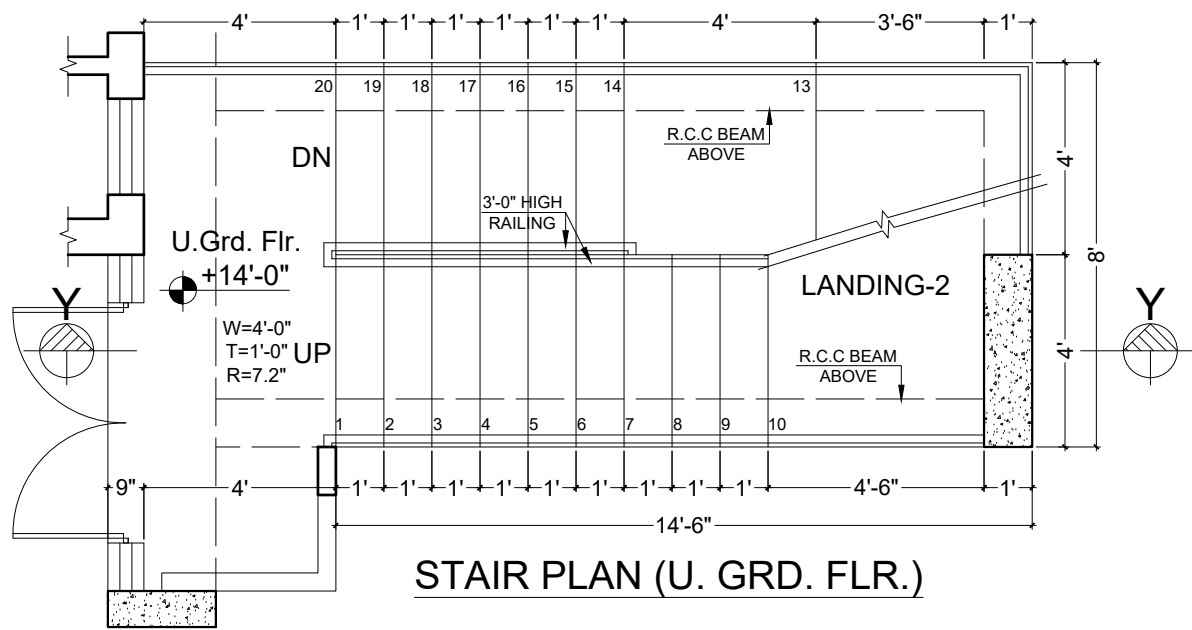 4' 1' 1' 1' 1' 1' 1' 4' 3'-6" 1'
20 19 18 17 16 15 14 13
R.C.C BEAM
ABOVE
DN
4'
3'-0" HIGH
RAILING
U.Grd. Flr.
+14'-0"
8'
LANDING-2
Y
Y
W=4'-0"
T=1'-0"
R=7.2"
UP
R.C.C BEAM
ABOVE
4'
1 2 3 4 5 6 7 8 9 10
9" 4' 1' 1' 1' 1' 1' 1' 1' 1' 1' 4'-6" 1'
14'-6"
STAIR PLAN (U. GRD. FLR.)